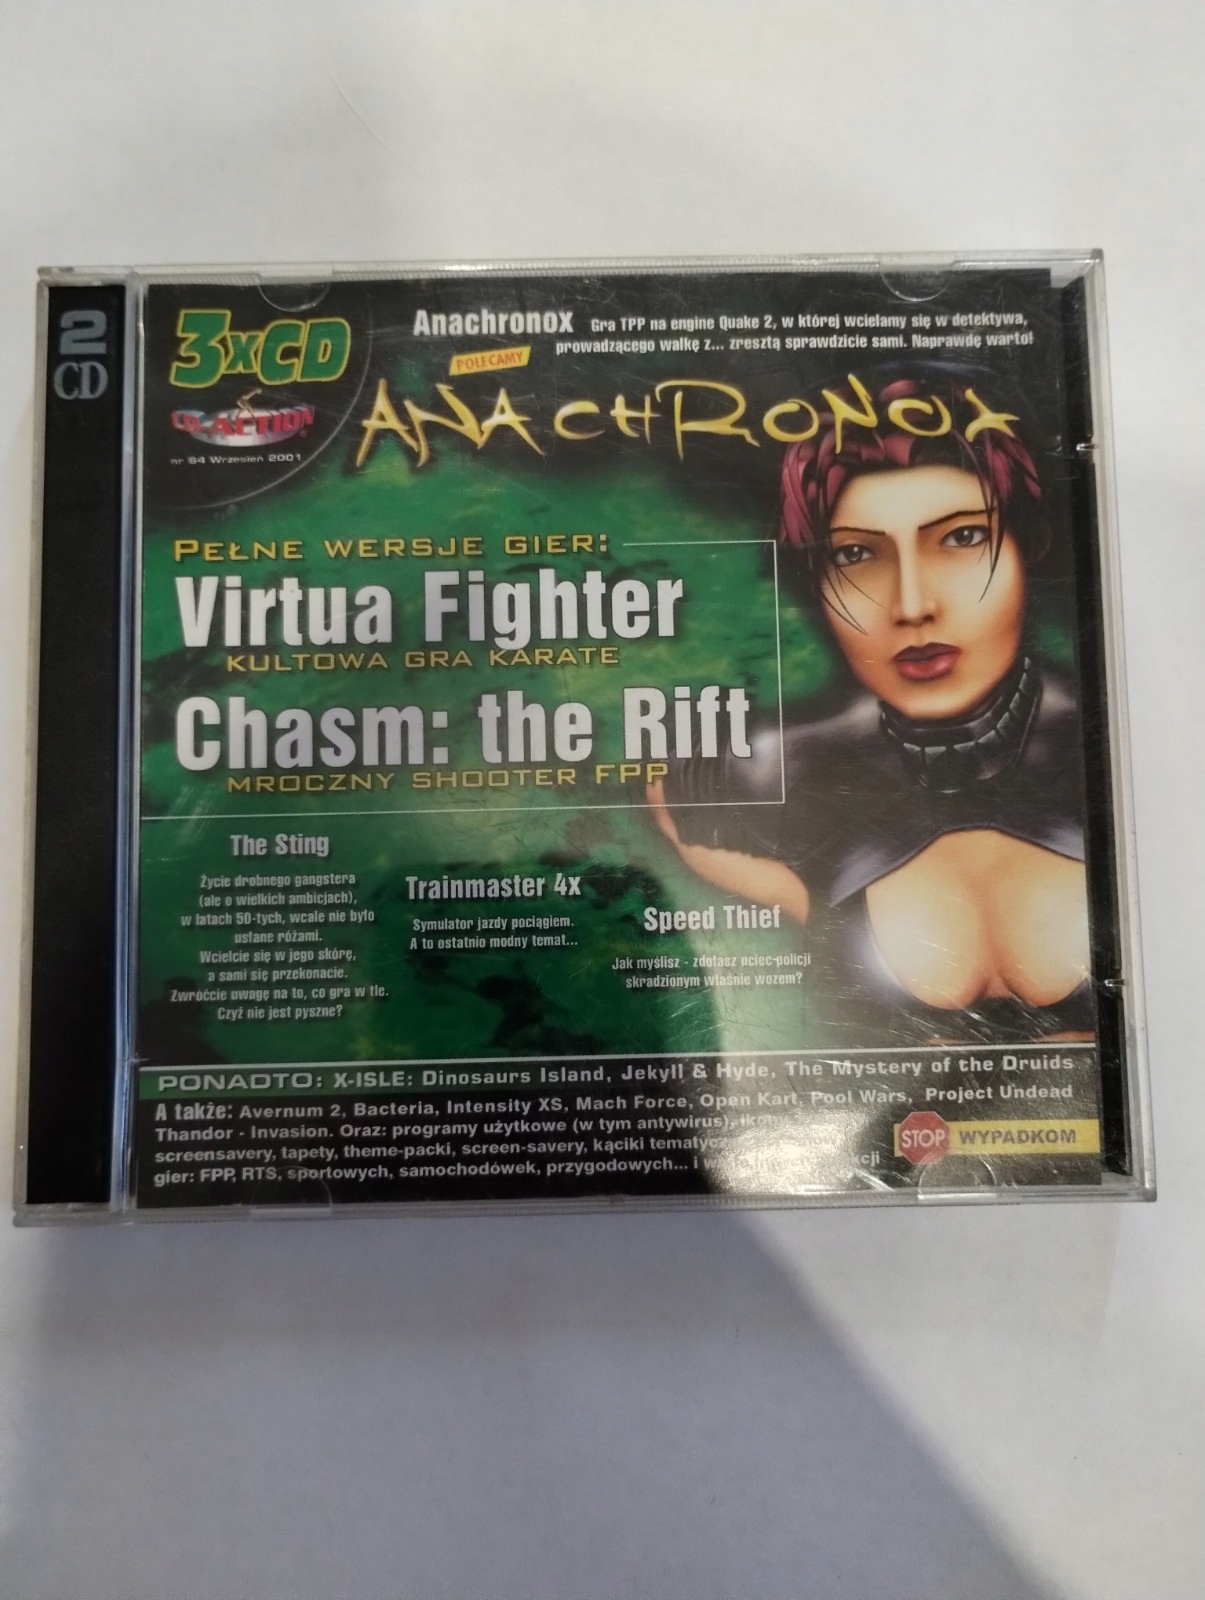 2
CD
3xCD
CD-ACTION
nr 64 Wrzesień 2001
Anachronox Gra TPP na engine Quake 2, w której wcielamy się w detektywa,
prowadzącego walkę z... zresztą sprawdzicie sami. Naprawdę warto!
POLECAMY
ANACHRONOX
PEŁNE WERSJE GIER:
Virtua Fighter
KULTOWA GRA KARATE
Chasm: the Rift
MROCZNY SHOOTER FPP
The Sting
Życie drobnego gangstera
(ale o wielkich ambicjach),
w latach 50-tych, wcale nie było
usłane różami.
Wcielcie się w jego skórę,
a sami się przekonacie.
Zwróćcie uwagę na to, co gra w tle.
Czyż nie jest pyszne?
Trainmaster 4x
Symulator jazdy pociągiem.
A to ostatnio modny temat...
Speed Thief
Jak myślisz - zdołasz uciec policji
skradzionym właśnie wozem?
PONADTO: X-ISLE: Dinosaurs Island, Jekyll & Hyde, The Mystery of the Druids
A także: Avernum 2, Bacteria, Intensity XS, Mach Force, Open Kart, Pool Wars, Project Undead
Thandor - Invasion. Oraz: programy użytkowe (w tym antywirus),
screensavery, tapety, theme-packi, screen-savery, kąciki
gier: FPP, RTS, sportowych, samochodówek, przygodowych... i
STOP WYPADKOM